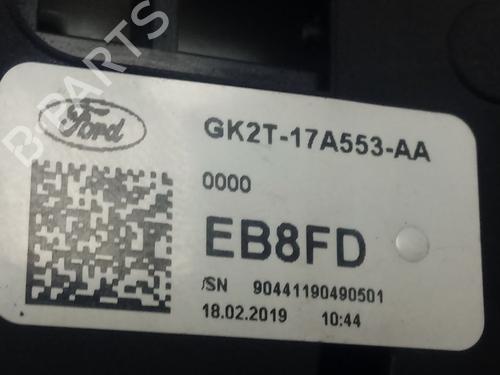 B-PARTS
Ford
GK2T-17A553-AA
0000
EB8FD
/SN 90441190490501
18.02.2019 10:44